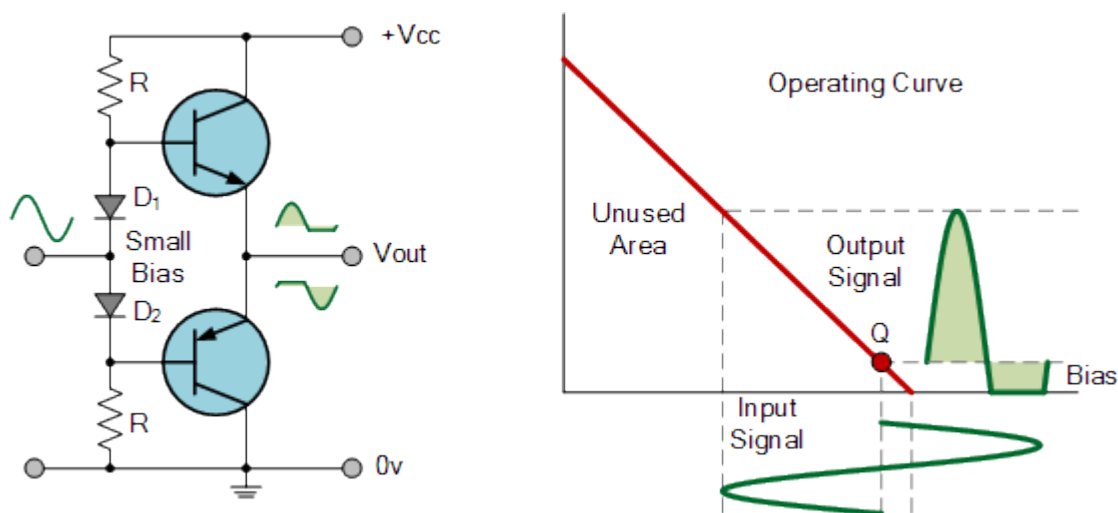 +Vcc
R
D1
Small
Bias
Vout
D2
R
0v
Operating Curve
Unused
Area
Output
Signal
Q
Bias
Input
Signal